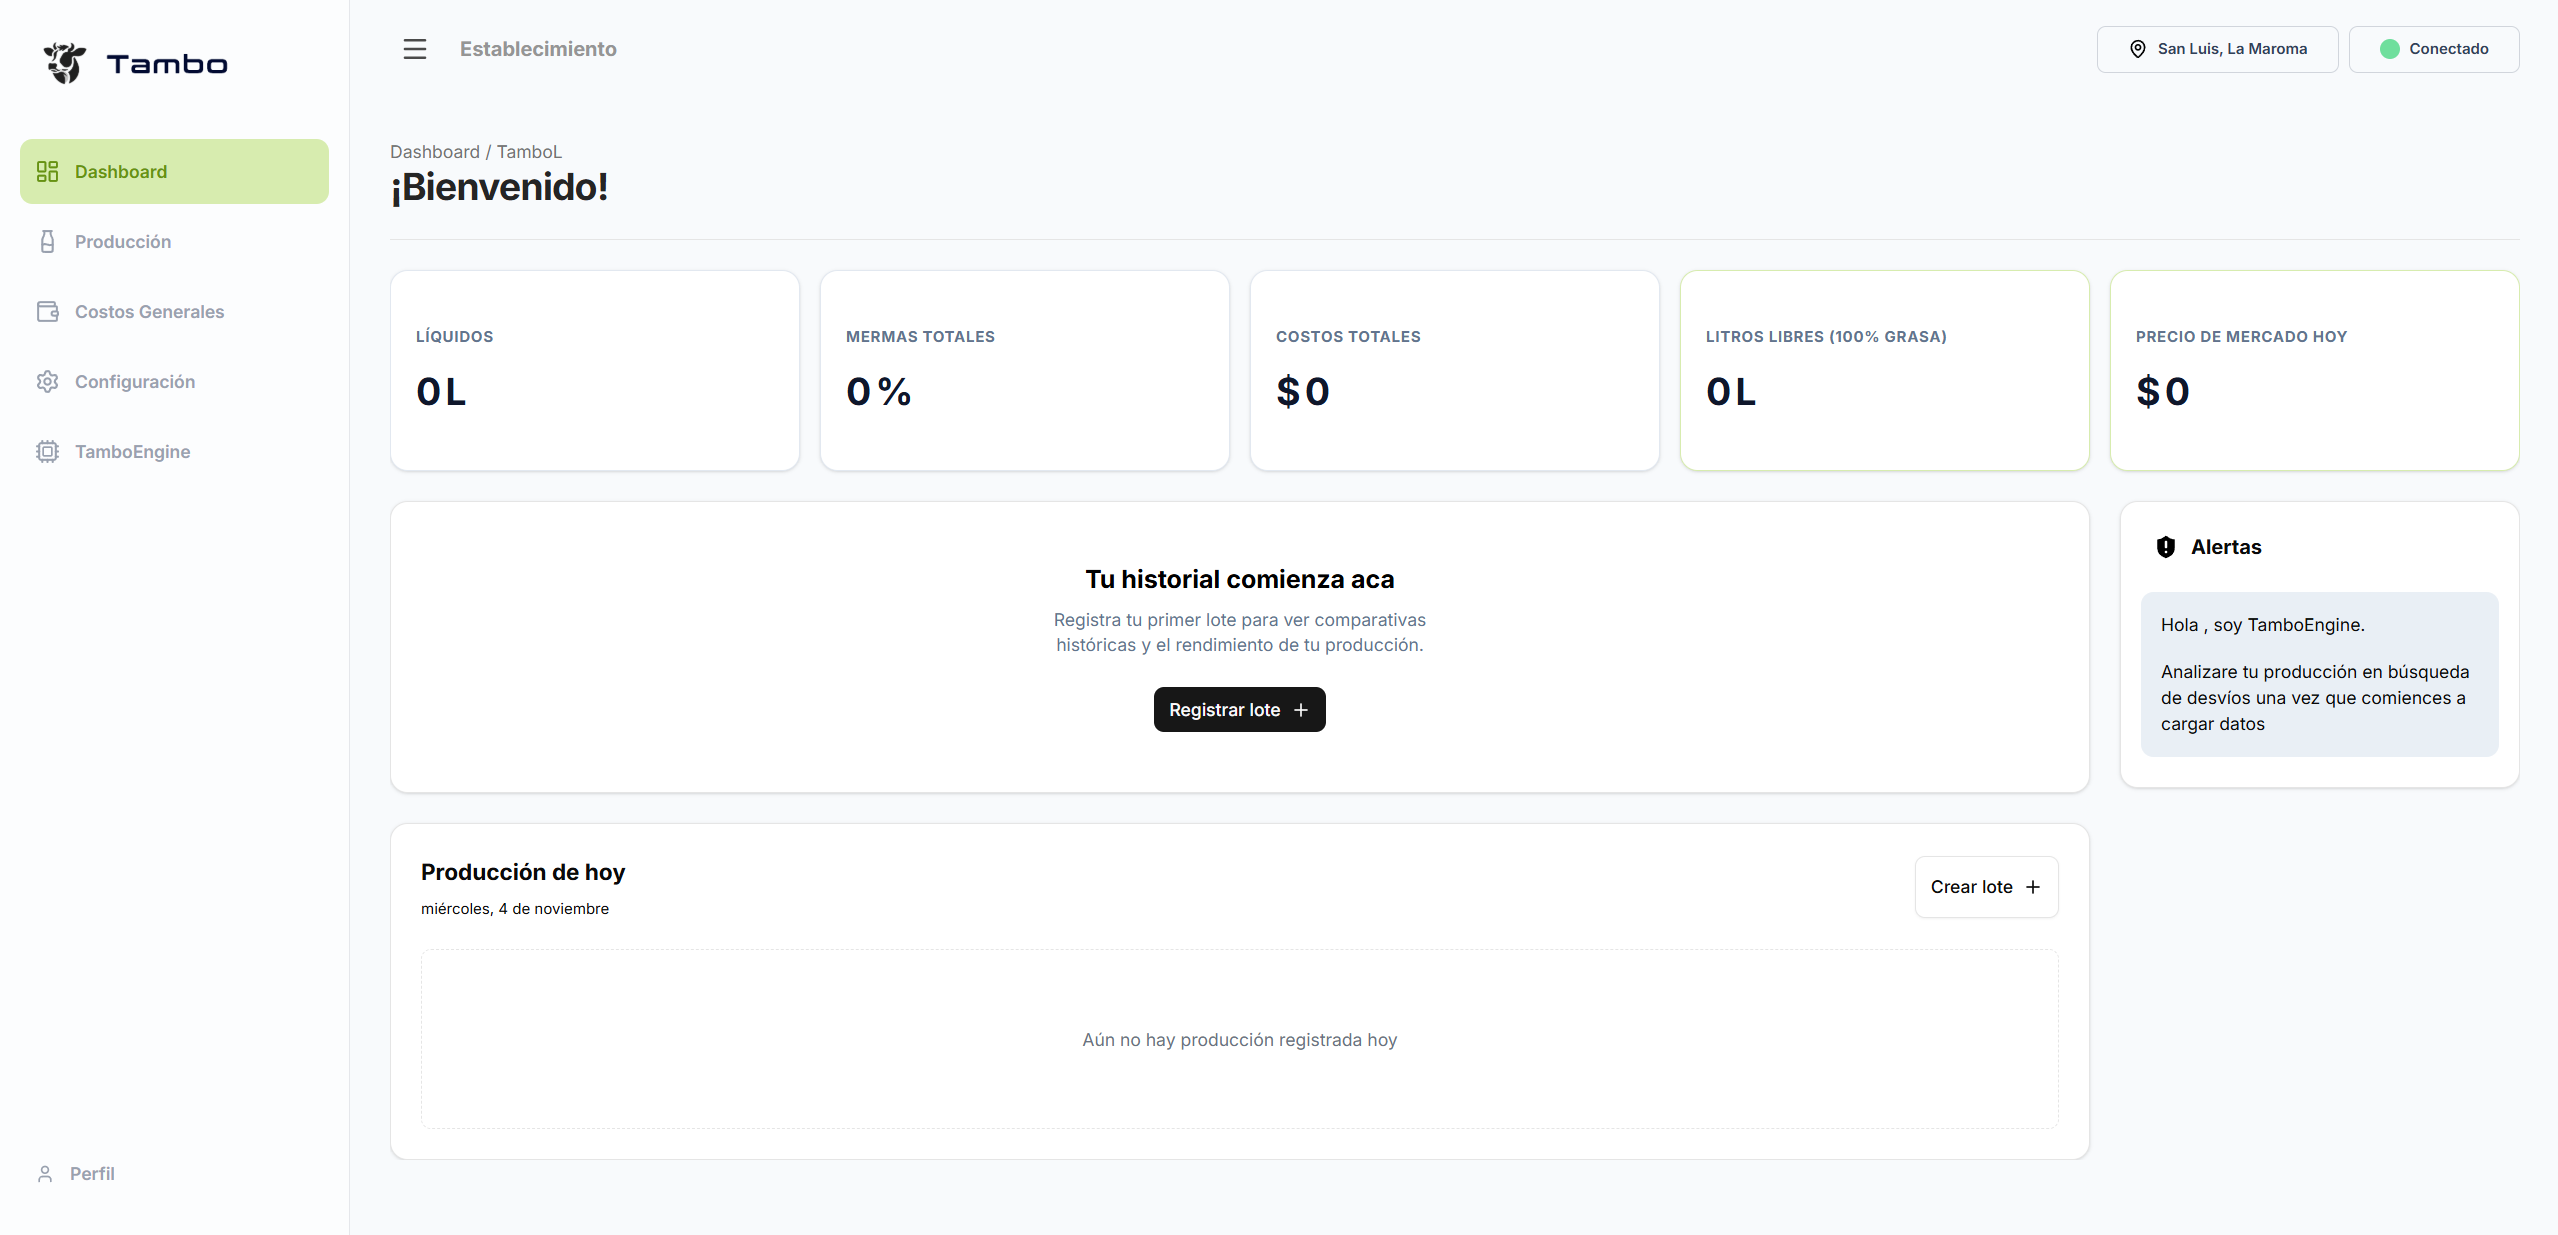 Tambo
Dashboard
Producción
Costos Generales
Configuración
TamboEngine
Perfil
Establecimiento
San Luis, La Maroma
Conectado
Dashboard / TamboL
¡Bienvenido!
LÍQUIDOS
0 L
MERMAS TOTALES
0 %
COSTOS TOTALES
$ 0
LITROS LIBRES (100% GRASA)
0 L
PRECIO DE MERCADO HOY
$ 0
Tu historial comienza aca
Registra tu primer lote para ver comparativas
históricas y el rendimiento de tu producción.
Registrar lote +
Alertas
Hola , soy TamboEngine.
Analizare tu producción en búsqueda
de desvíos una vez que comiences a
cargar datos
Producción de hoy
miércoles, 4 de noviembre
Crear lote +
Aún no hay producción registrada hoy